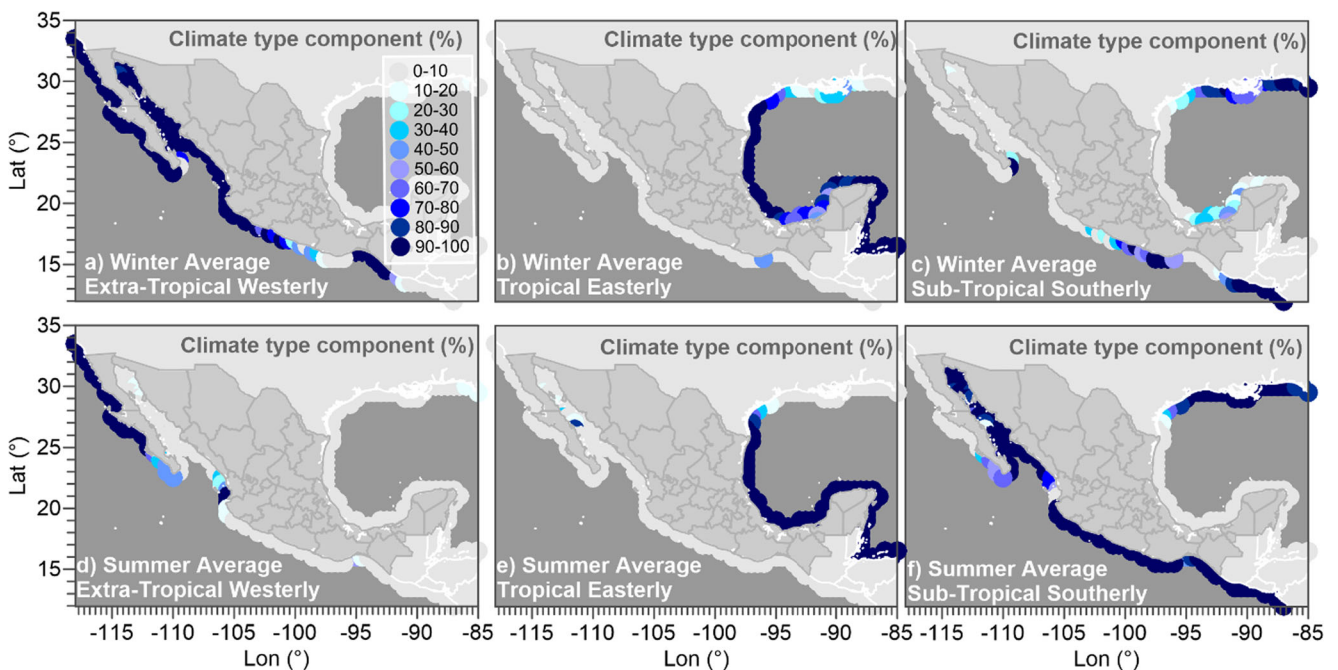 35
30
25
20
15
Lat (°)
Climate type component (%)
0-10
10-20
20-30
30-40
40-50
50-60
60-70
70-80
80-90
90-100
a) Winter Average
Extra-Tropical Westerly
Climate type component (%)
b) Winter Average
Tropical Easterly
Climate type component (%)
c) Winter Average
Sub-Tropical Southerly
35
30
25
20
15
Lat (°)
Climate type component (%)
d) Summer Average
Extra-Tropical Westerly
Climate type component (%)
e) Summer Average
Tropical Easterly
Climate type component (%)
f) Summer Average
Sub-Tropical Southerly
-115 -110 -105 -100 -95 -90 -85
-115 -110 -105 -100 -95 -90 -85
-115 -110 -105 -100 -95 -90 -85
Lon (°)
Lon (°)
Lon (°)